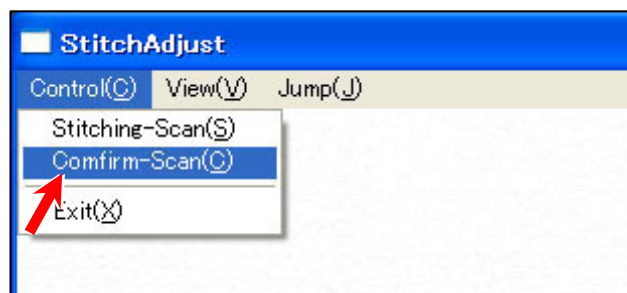 StitchAdjust
Control(C) View(V) Jump(J)
Stitching-Scan(S)
Comfirm-Scan(C)
Exit(X)